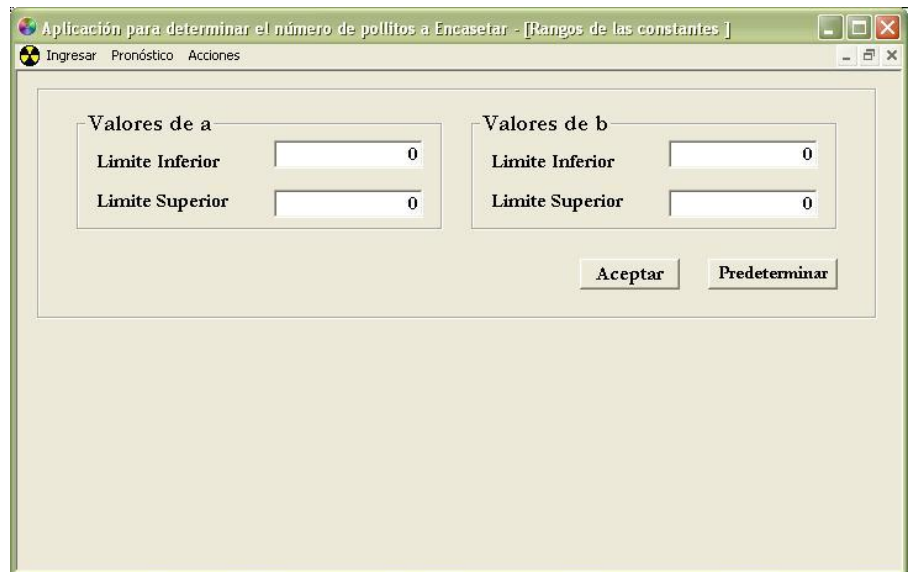 Aplicación para determinar el número de pollitos a Encasetar - [Rangos de las constantes ]
Ingresar Pronóstico Acciones
Valores de a
Limite Inferior 0
Limite Superior 0
Valores de b
Limite Inferior 0
Limite Superior 0
Aceptar Predeterminar